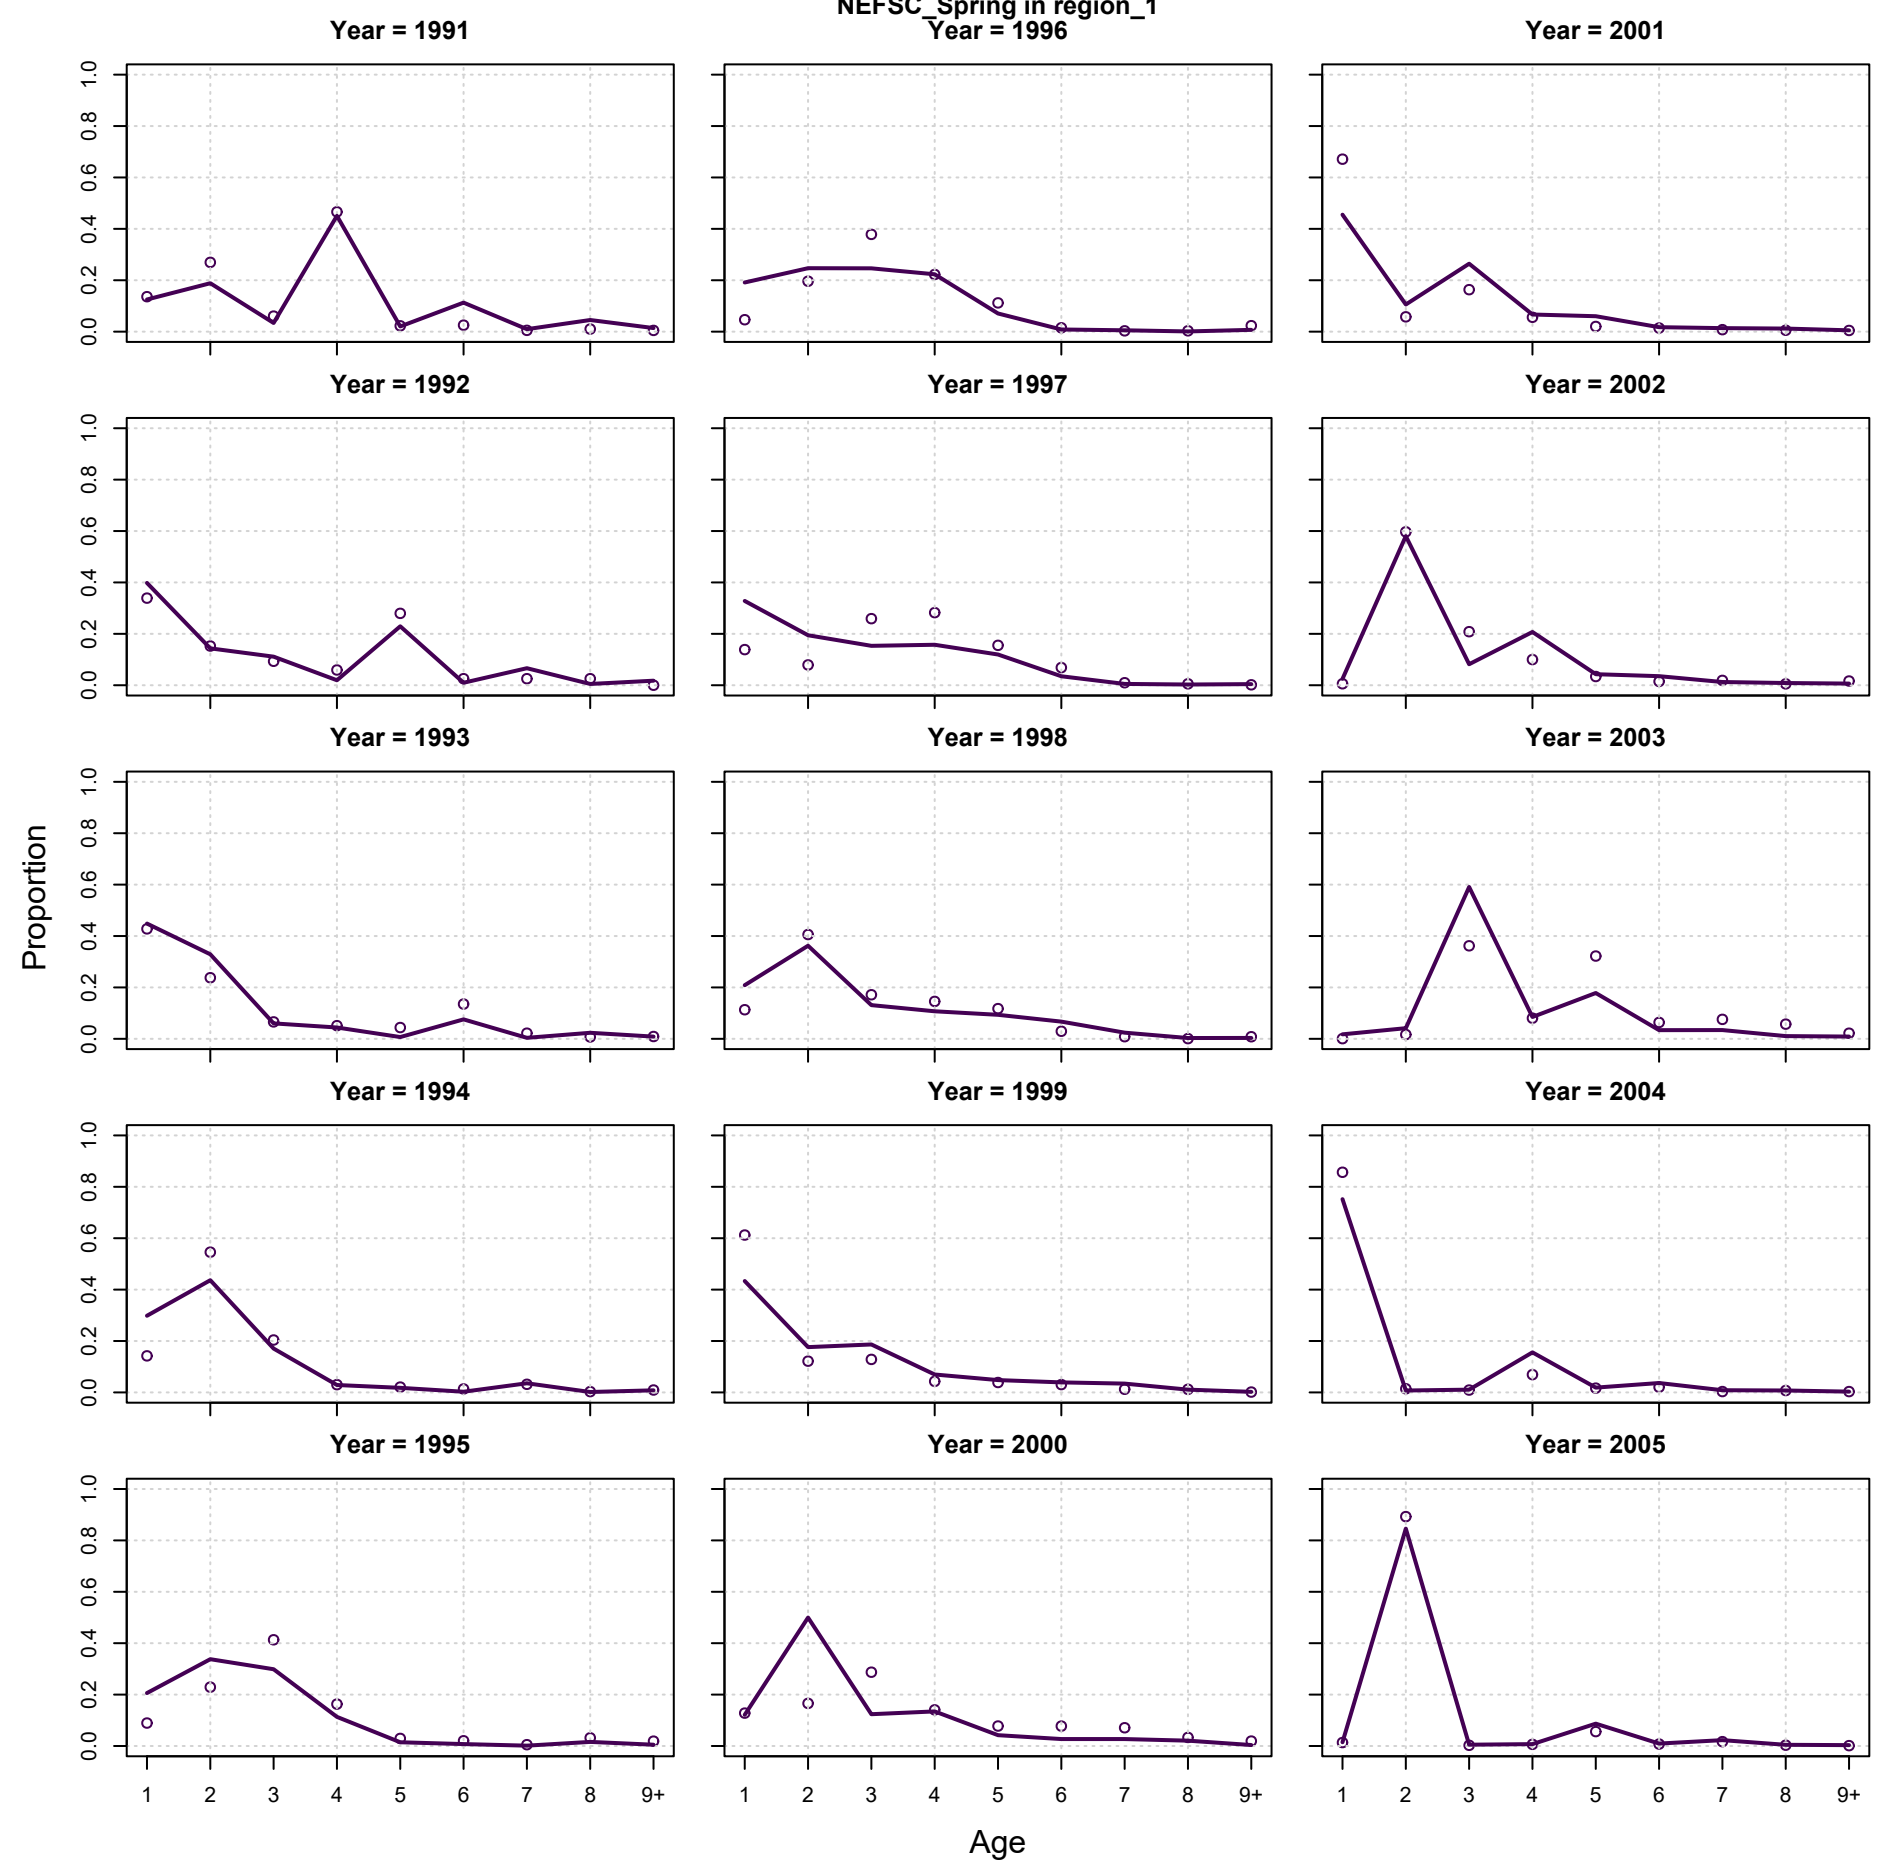 NEFSC_Spring in region_1
Year = 1991
Year = 1996
Year = 2001
0.0 0.2 0.4 0.6 0.8 1.0
Year = 1992
Year = 1997
Year = 2002
0.0 0.2 0.4 0.6 0.8 1.0
Year = 1993
Year = 1998
Year = 2003
0.0 0.2 0.4 0.6 0.8 1.0
Proportion
Year = 1994
Year = 1999
Year = 2004
0.0 0.2 0.4 0.6 0.8 1.0
Year = 1995
Year = 2000
Year = 2005
0.0 0.2 0.4 0.6 0.8 1.0
1 2 3 4 5 6 7 8 9+
1 2 3 4 5 6 7 8 9+
1 2 3 4 5 6 7 8 9+
Age